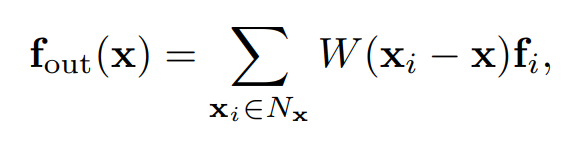 f_out(x) = ∑_{x_i∈N_x} W(x_i − x)f_i,